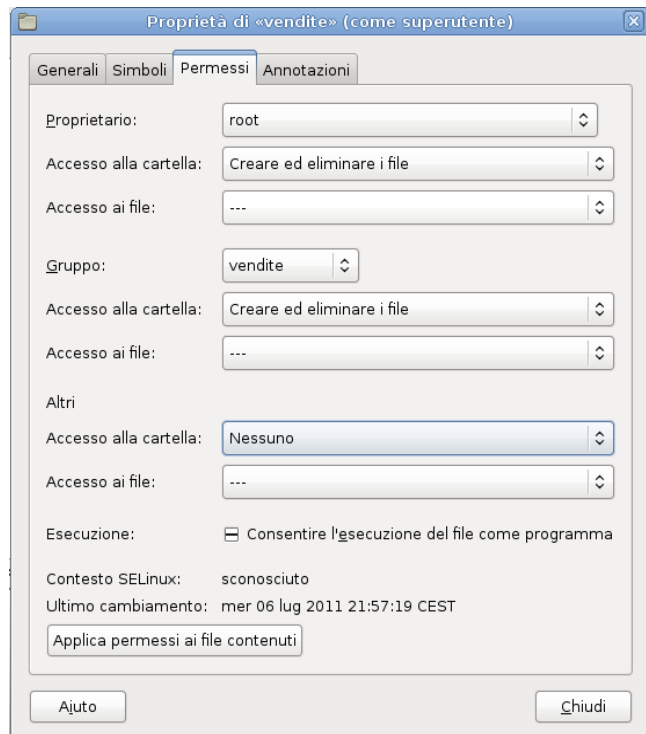 Proprietà di «vendite» (come superutente)
Generali Simboli Permessi Annotazioni
Proprietario: root
Accesso alla cartella: Creare ed eliminare i file
Accesso ai file: ---
Gruppo: vendite
Accesso alla cartella: Creare ed eliminare i file
Accesso ai file: ---
Altri
Accesso alla cartella: Nessuno
Accesso ai file: ---
Esecuzione: Consentire l'esecuzione del file come programma
Contesto SELinux: sconosciuto
Ultimo cambiamento: mer 06 lug 2011 21:57:19 CEST
Applica permessi ai file contenuti
Aiuto Chiudi